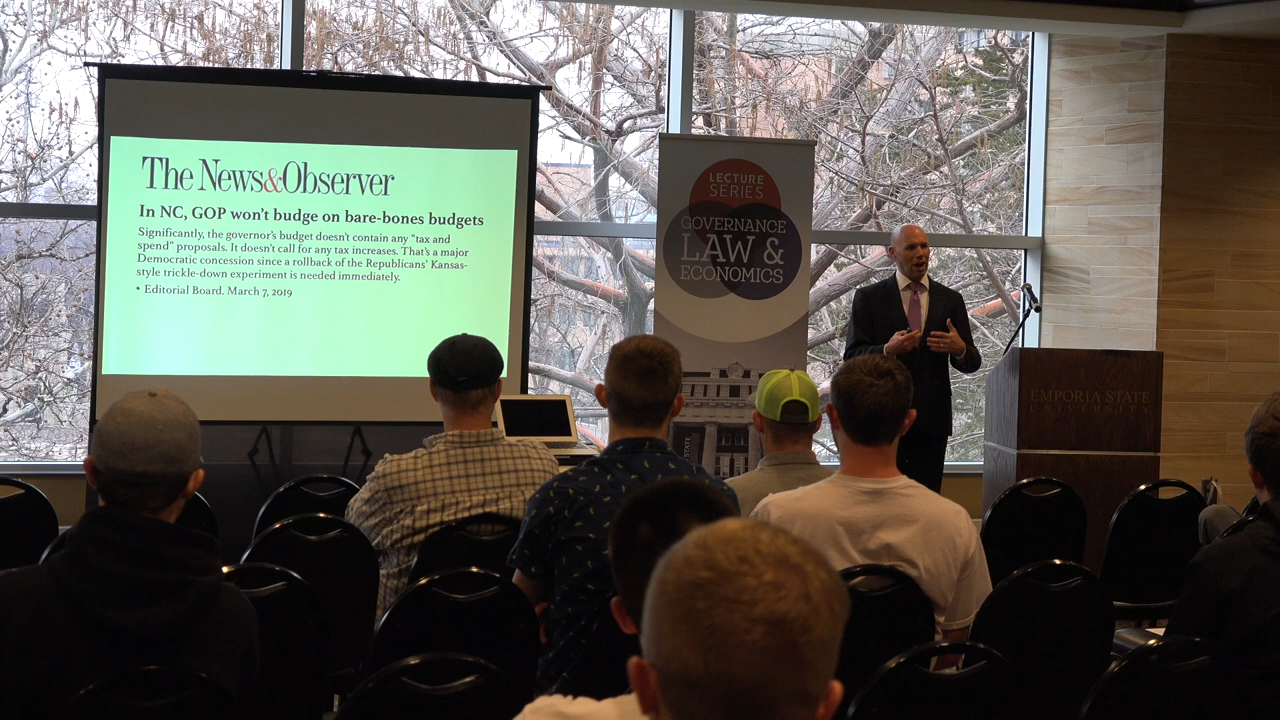 The News&Observer
In NC, GOP won't budge on bare-bones budgets
Significantly, the governor's budget doesn't contain any "tax and
spend" proposals. It doesn't call for any tax increases. That's a major
Democratic concession since a rollback of the Republicans' Kansas-
style trickle-down experiment is needed immediately.
• Editorial Board. March 7, 2019
LECTURE
SERIES
GOVERNANCE
LAW &
ECONOMICS
STATE
EMPORIA STATE
UNIVERSITY